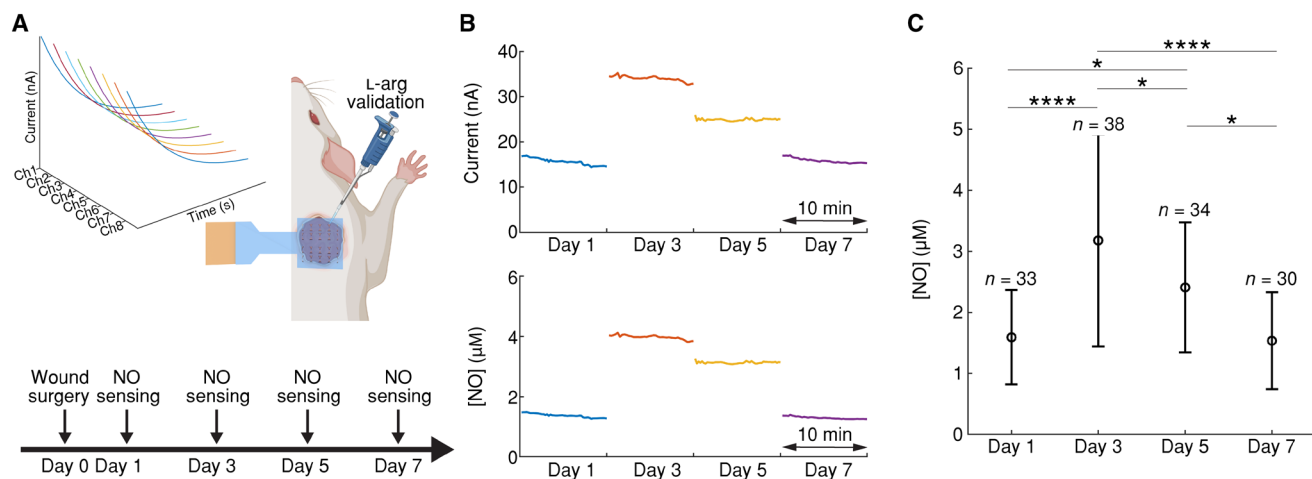 A
Current (nA)
Ch1
Ch2
Ch3
Ch4
Ch5
Ch6
Ch7
Ch8
Time (s)
L-arg
validation
Wound
surgery
NO
sensing
NO
sensing
NO
sensing
NO
sensing
Day 0 Day 1 Day 3 Day 5 Day 7
B
Current (nA)
40
30
20
10
0
10 min
Day 1 Day 3 Day 5 Day 7
[NO] (μM)
6
4
2
0
10 min
Day 1 Day 3 Day 5 Day 7
C
[NO] (μM)
6
5
4
3
2
1
0
****
*
*
****
*
n = 38
n = 34
n = 33
n = 30
Day 1 Day 3 Day 5 Day 7